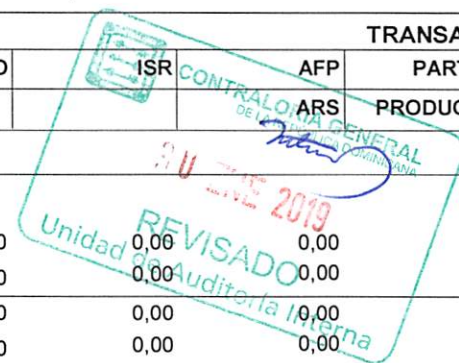 TRANSA
ISR AFP PART
ARS PRODUC
CONTRALORIA GENERAL
DE LA REPUBLICA DOMINICANA
2019
REVISADO
Unidad de Auditoría Interna
0 0,00 0,00
0 0,00 0,00
0 0,00 0,00
0 0,00 0,00